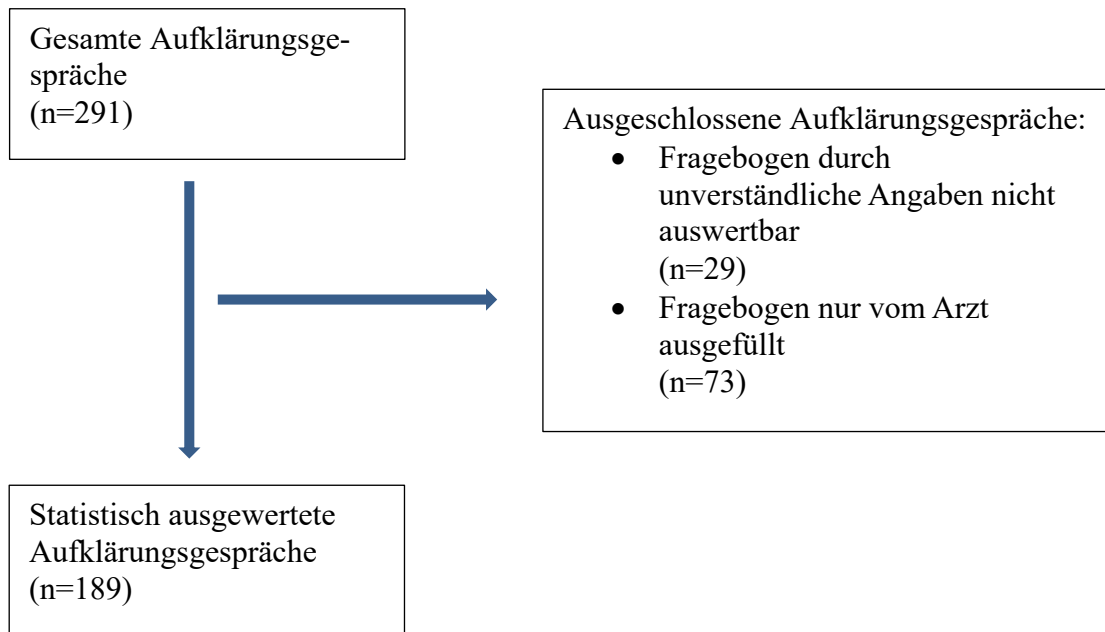 Gesamte Aufklärungsge-
spräche
(n=291)
Ausgeschlossene Aufklärungsgespräche:
• Fragebogen durch
unverständliche Angaben nicht
auswertbar
(n=29)
• Fragebogen nur vom Arzt
ausgefüllt
(n=73)
Statistisch ausgewertete
Aufklärungsgespräche
(n=189)